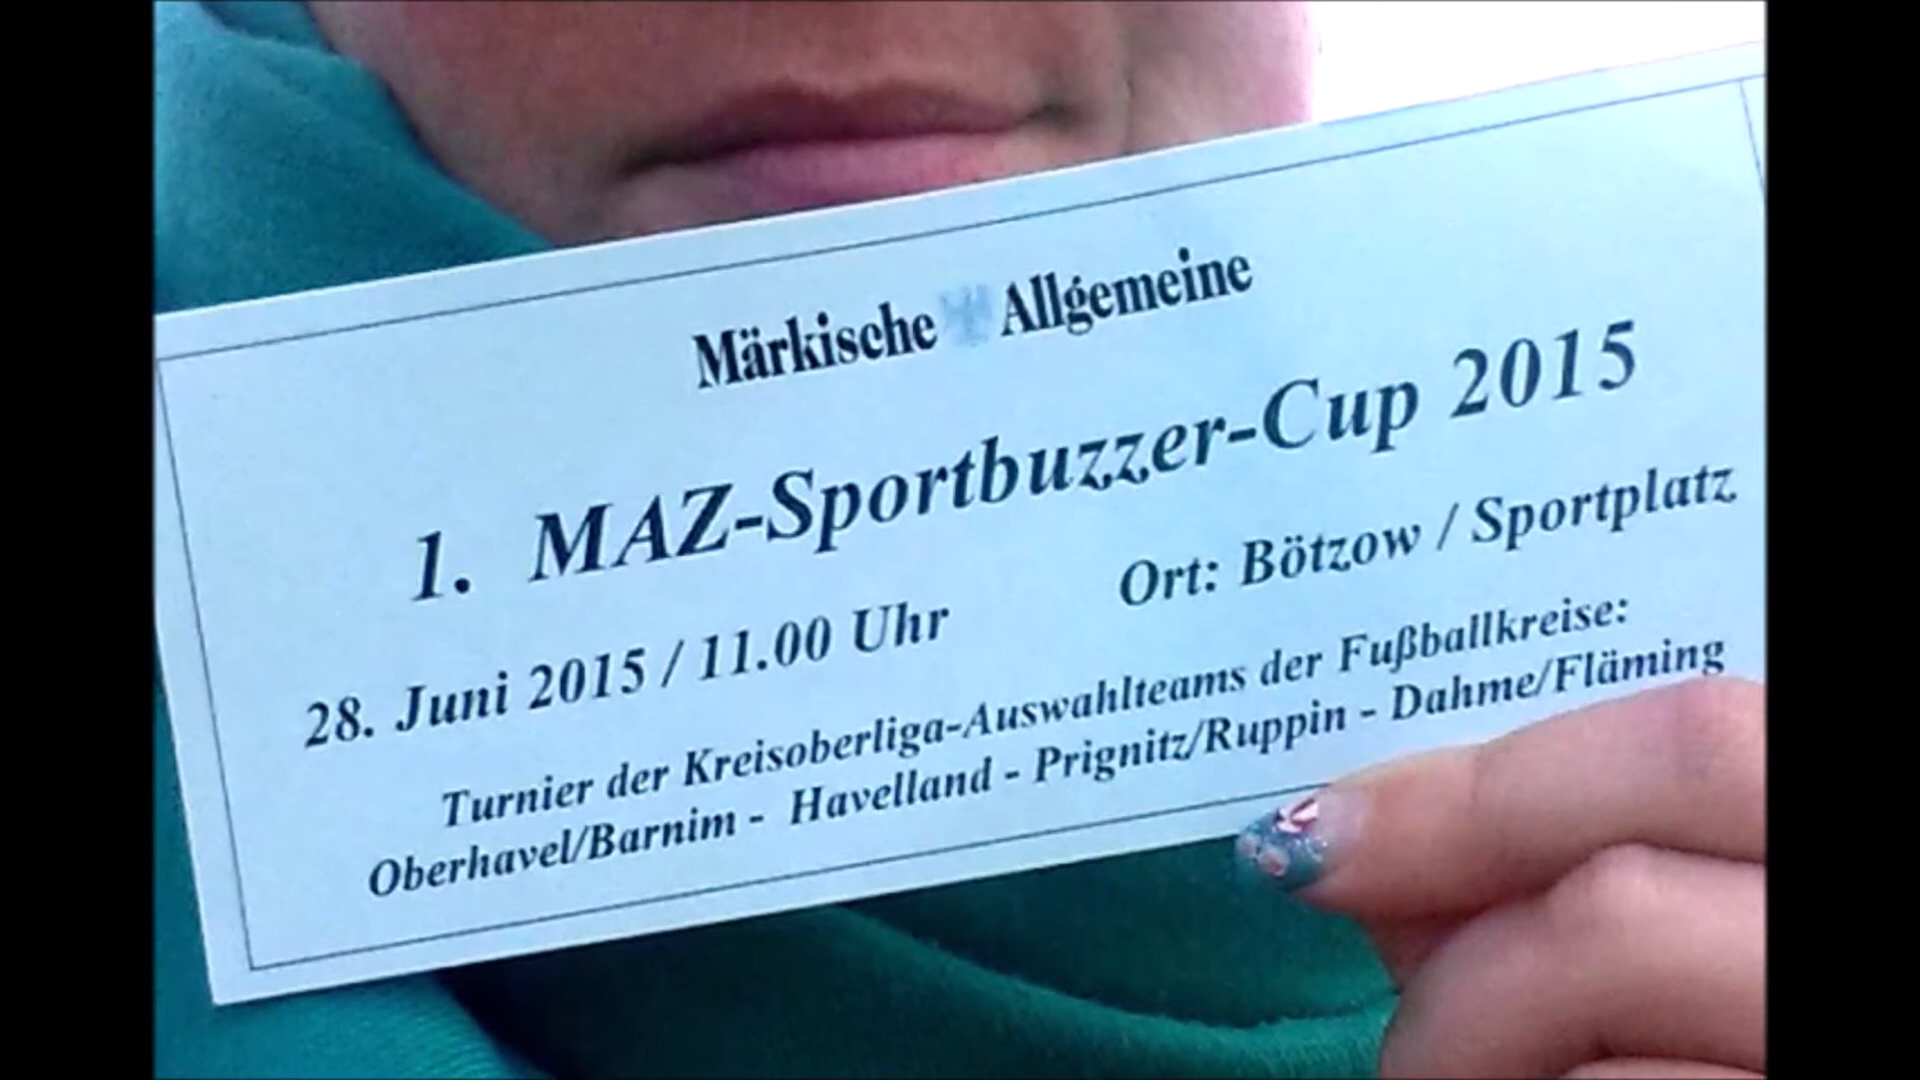 Märkische Allgemeine
1. MAZ-Sportbuzzer-Cup 2015
28. Juni 2015 / 11.00 Uhr Ort: Bötzow / Sportplatz
Turnier der Kreisoberliga-Auswahlteams der Fußballkreise:
Oberhavel/Barnim - Havelland - Prignitz/Ruppin - Dahme/Fläming